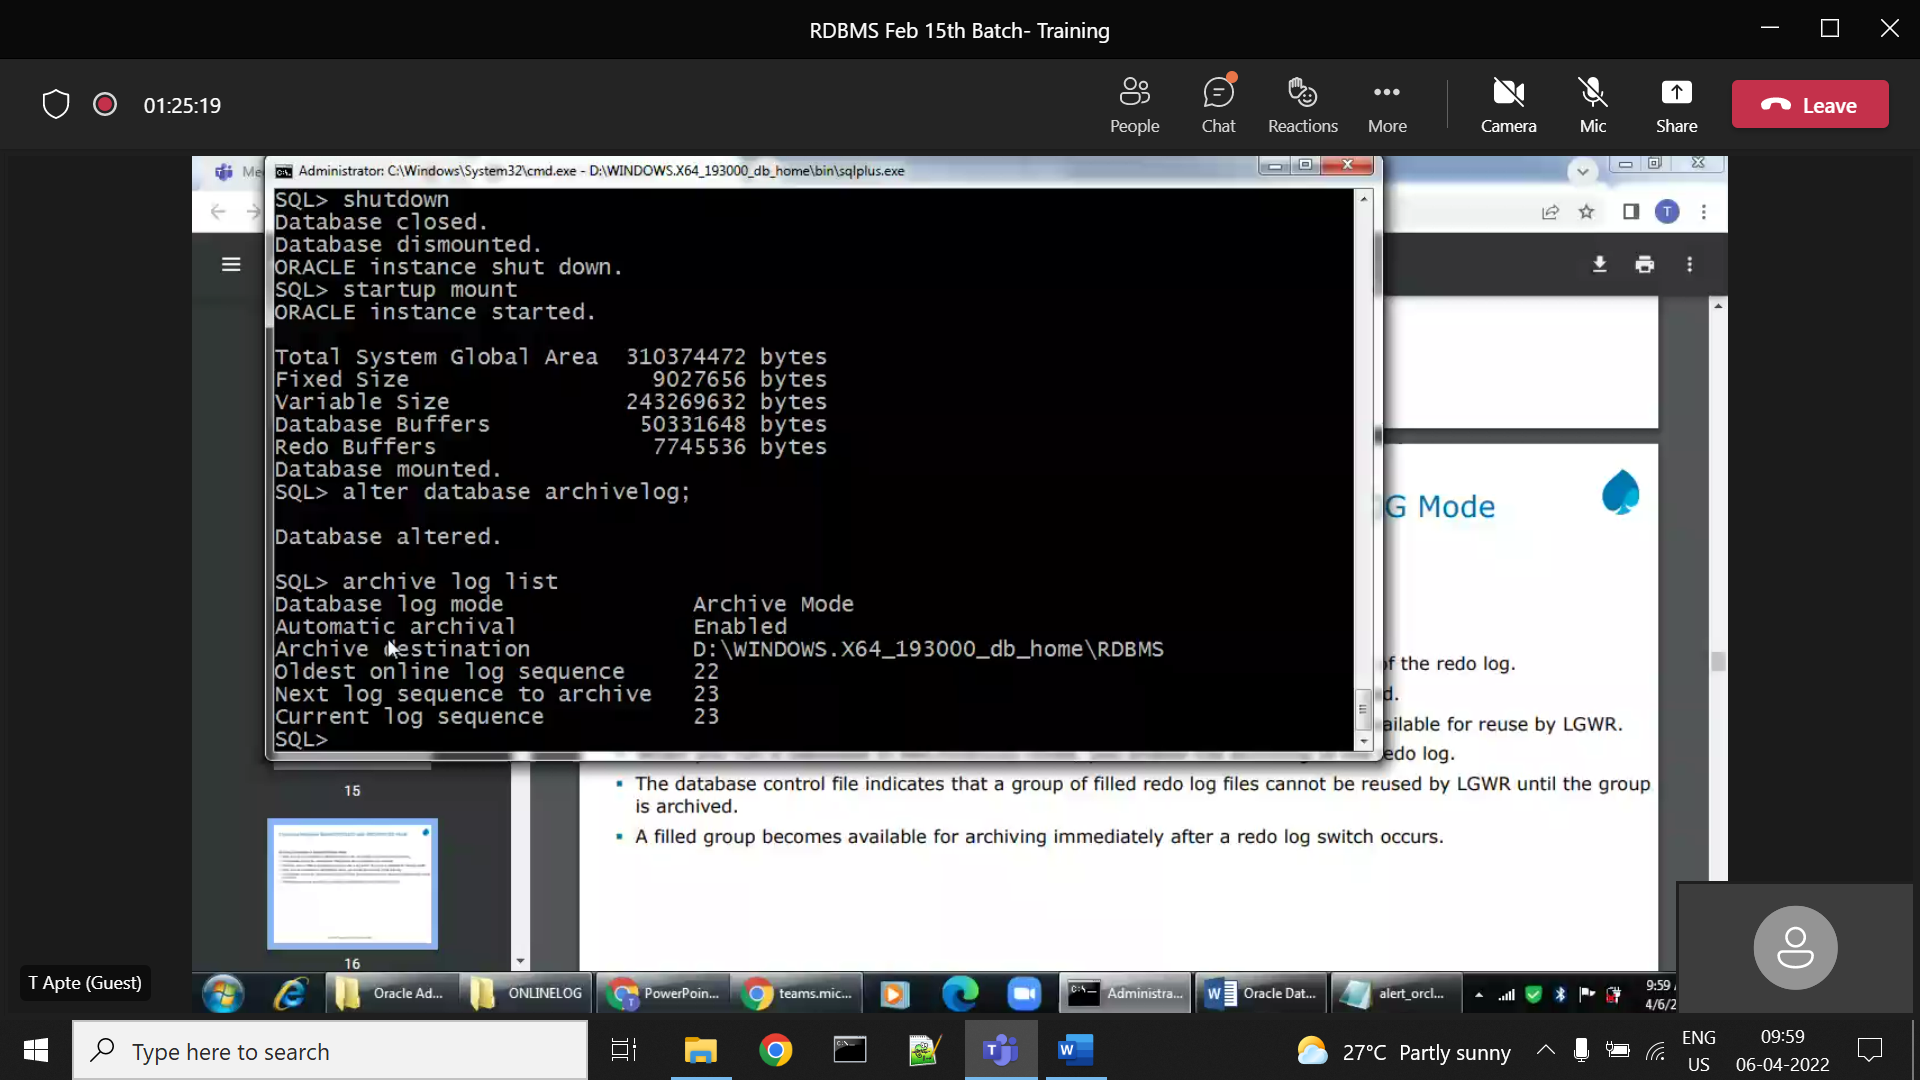 RDBMS Feb 15th Batch- Training
01:25:19
People
Chat
Reactions
More
Camera
Mic
Share
Leave
Administrator: C:\Windows\System32\cmd.exe - D:\WINDOWS.X64_193000_db_home\bin\sqlplus.exe
T
SQL> shutdown
Database closed.
Database dismounted.
ORACLE instance shut down.
SQL> startup mount
ORACLE instance started.
Total System Global Area 310374472 bytes
Fixed Size 9027656 bytes
Variable Size 243269632 bytes
Database Buffers 50331648 bytes
Redo Buffers 7745536 bytes
Database mounted.
SQL> alter database archivelog;
Database altered.
SQL> archive log list
Database log mode Archive Mode
Automatic archival Enabled
Archive destination D:\WINDOWS.X64_193000_db_home\RDBMS
Oldest online log sequence 22
Next log sequence to archive 23
Current log sequence 23
SQL>
G Mode
of the redo log.
d.
ailable for reuse by LGWR.
edo log.
The database control file indicates that a group of filled redo log files cannot be reused by LGWR until the group
is archived.
A filled group becomes available for archiving immediately after a redo log switch occurs.
15
16
T Apte (Guest)
Oracle Ad...
ONLINELOG
PowerPoin...
teams.mic...
Administra...
Oracle Dat...
alert_orcl...
9:59
4/6/2
Type here to search
27°C Partly sunny
ENG
US
09:59
06-04-2022